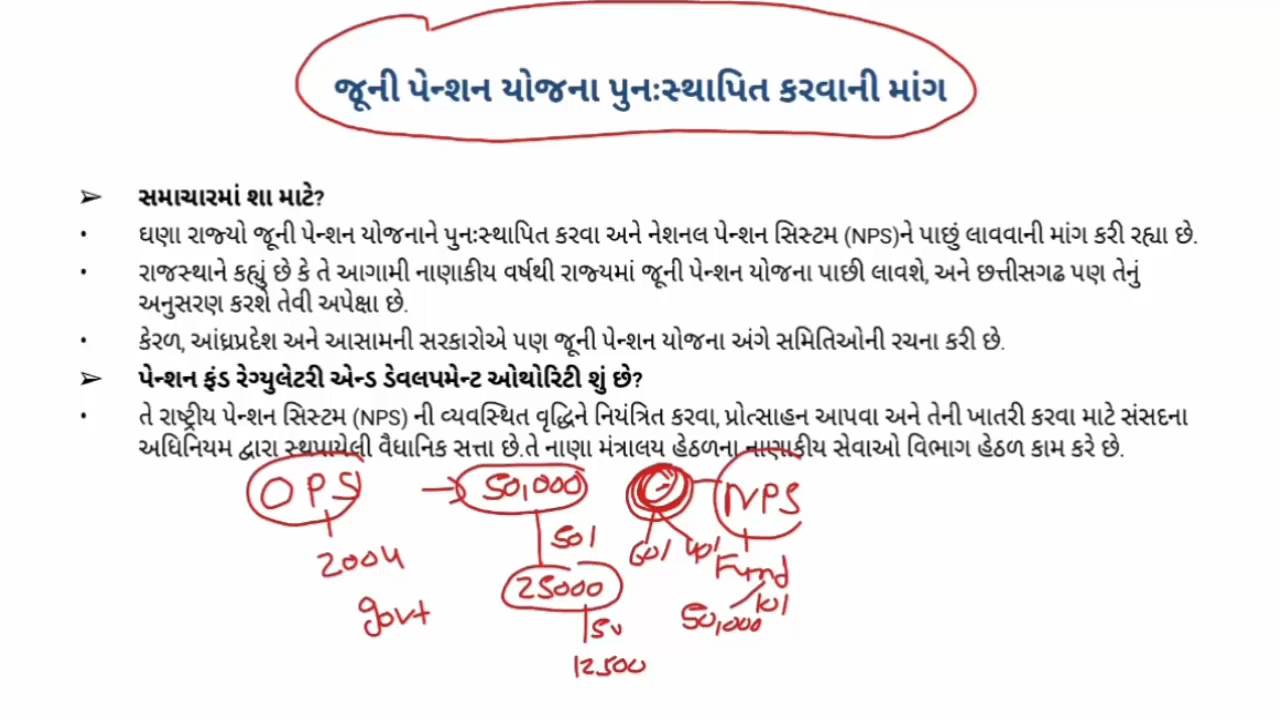 જૂની પેન્શન યોજના પુનઃસ્થાપિત કરવાની માંગ
➢ સમાચારમાં શા માટે?
• ઘણા રાજ્યો જૂની પેન્શન યોજનાને પુનઃસ્થાપિત કરવા અને નેશનલ પેન્શન સિસ્ટમ (NPS)ને પાછું લાવવાની માંગ કરી રહ્યા છે.
• રાજસ્થાને કહ્યું છે કે તે આગામી નાણાકીય વર્ષથી રાજ્યમાં જૂની પેન્શન યોજના પાછી લાવશે, અને છત્તીસગઢ પણ તેનું
અનુસરણ કરશે તેવી અપેક્ષા છે.
• કેરળ, આંધ્રપ્રદેશ અને આસામની સરકારોએ પણ જૂની પેન્શન યોજના અંગે સમિતિઓની રચના કરી છે.
➢ પેન્શન ફંડ રેગ્યુલેટરી એન્ડ ડેવલપમેન્ટ ઓથોરિટી શું છે?
• તે રાષ્ટ્રીય પેન્શન સિસ્ટમ (NPS) ની વ્યવસ્થિત વૃદ્ધિને નિયંત્રિત કરવા, પ્રોત્સાહન આપવા અને તેની ખાતરી કરવા માટે સંસદના
અધિનિયમ દ્વારા સ્થપાયેલી વૈધાનિક સત્તા છે.તે નાણા મંત્રાલય હેઠળના નાણાકીય સેવાઓ વિભાગ હેઠળ કામ કરે છે.
OPS → 50,000 NPS
50% 60% 40% Fund
2004 25000 10%
govt 50 50,000
12500